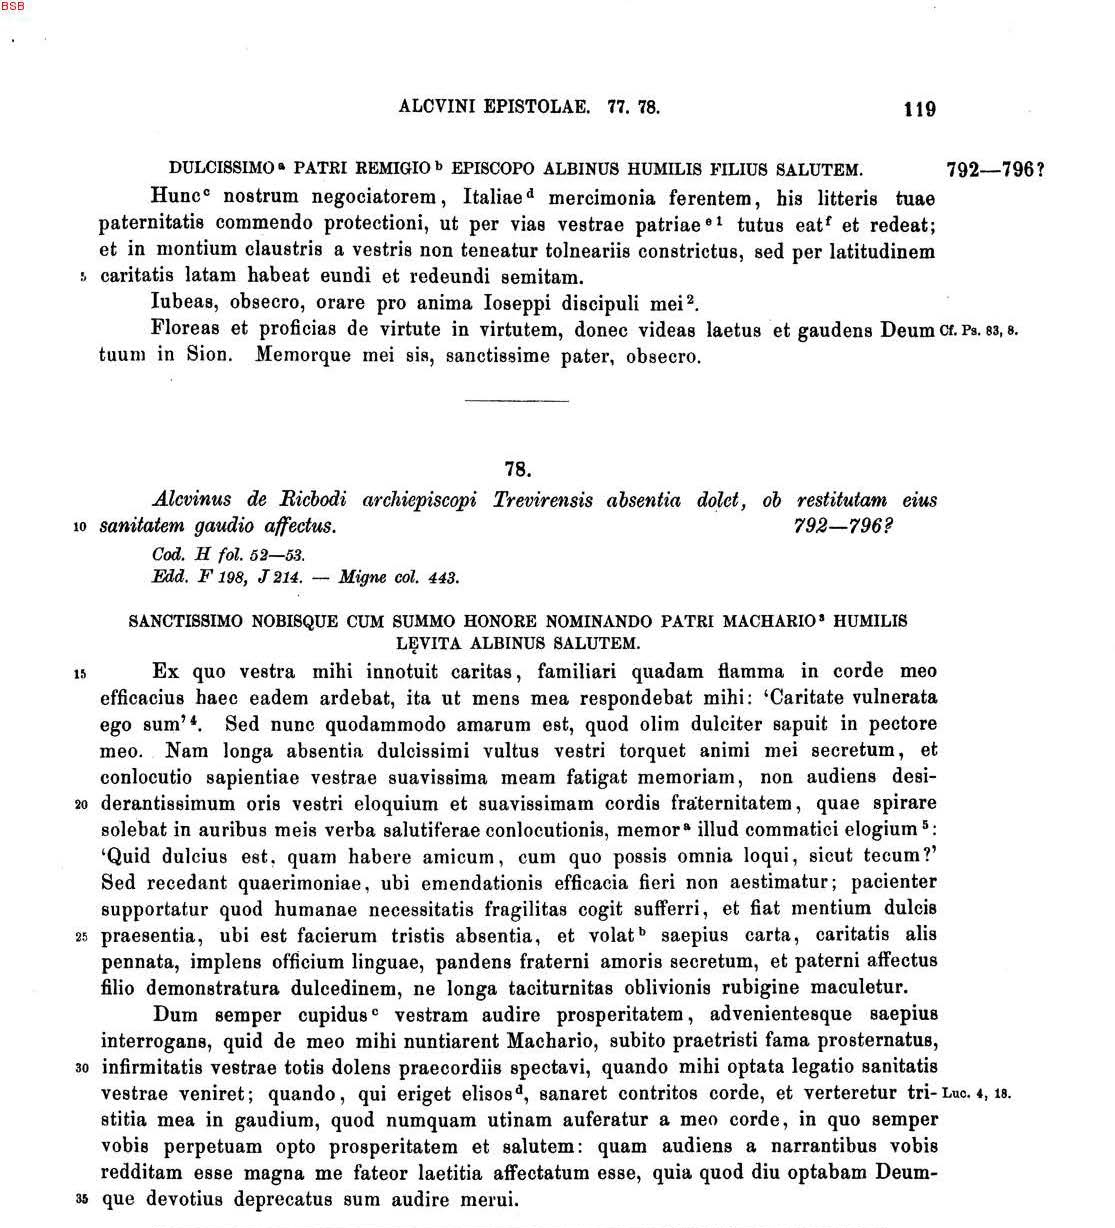 BSB
ALCVINI EPISTOLAE. 77. 78. 119
DULCISSIMO ᵃ PATRI REMIGIO ᵇ EPISCOPO ALBINUS HUMILIS FILIUS SALUTEM. 792—796?
Hunc ᶜ nostrum negociatorem, Italiae ᵈ mercimonia ferentem, his litteris tuae
paternitatis commendo protectioni, ut per vias vestrae patriae ᵉ ¹ tutus eat ᶠ et redeat;
et in montium claustris a vestris non teneatur tolneariis constrictus, sed per latitudinem
5 caritatis latam habeat eundi et redeundi semitam.
Iubeas, obsecro, orare pro anima Ioseppi discipuli mei ².
Floreas et proficias de virtute in virtutem, donec videas laetus et gaudens Deum Cf. Ps. 83, 8.
tuum in Sion. Memorque mei sis, sanctissime pater, obsecro.
78.
Alcvinus de Ricbodi archiepiscopi Trevirensis absentia dolet, ob restitutam eius
10 sanitatem gaudio affectus. 792—796?
Cod. H fol. 52—53.
Edd. F 198, J 214. — Migne col. 443.
SANCTISSIMO NOBISQUE CUM SUMMO HONORE NOMINANDO PATRI MACHARIO ³ HUMILIS
LĘVITA ALBINUS SALUTEM.
15 Ex quo vestra mihi innotuit caritas, familiari quadam flamma in corde meo
efficacius haec eadem ardebat, ita ut mens mea respondebat mihi: ‘Caritate vulnerata
ego sum’ ⁴. Sed nunc quodammodo amarum est, quod olim dulciter sapuit in pectore
meo. Nam longa absentia dulcissimi vultus vestri torquet animi mei secretum, et
conlocutio sapientiae vestrae suavissima meam fatigat memoriam, non audiens desi-
20 derantissimum oris vestri eloquium et suavissimam cordis fraternitatem, quae spirare
solebat in auribus meis verba salutiferae conlocutionis, memor ᵃ illud commatici elogium ⁵:
‘Quid dulcius est, quam habere amicum, cum quo possis omnia loqui, sicut tecum?’
Sed recedant quaerimoniae, ubi emendationis efficacia fieri non aestimatur; pacienter
supportatur quod humanae necessitatis fragilitas cogit sufferri, et fiat mentium dulcis
25 praesentia, ubi est facierum tristis absentia, et volat ᵇ saepius carta, caritatis alis
pennata, implens officium linguae, pandens fraterni amoris secretum, et paterni affectus
filio demonstratura dulcedinem, ne longa taciturnitas oblivionis rubigine maculetur.
Dum semper cupidus ᶜ vestram audire prosperitatem, advenientesque saepius
interrogans, quid de meo mihi nuntiarent Machario, subito praetristi fama prosternatus,
30 infirmitatis vestrae totis dolens praecordiis spectavi, quando mihi optata legatio sanitatis
vestrae veniret; quando, qui eriget elisos ᵈ, sanaret contritos corde, et verteretur tri- Luc. 4, 18.
stitia mea in gaudium, quod numquam utinam auferatur a meo corde, in quo semper
vobis perpetuam opto prosperitatem et salutem: quam audiens a narrantibus vobis
redditam esse magna me fateor laetitia affectatum esse, quia quod diu optabam Deum-
35 que devotius deprecatus sum audire merui.